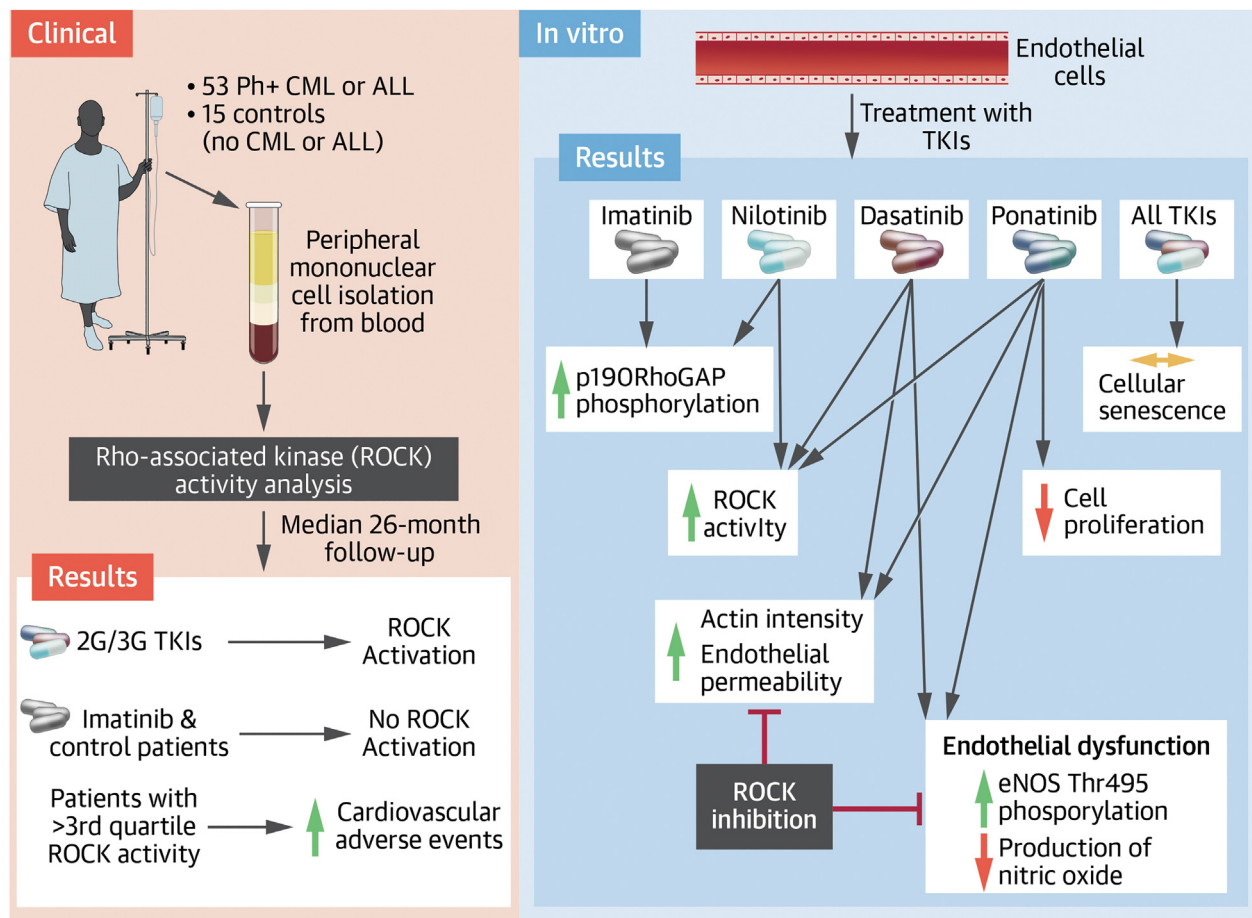 Clinical
• 53 Ph+ CML or ALL
• 15 controls
(no CML or ALL)
Peripheral
mononuclear
cell isolation
from blood
Rho-associated kinase (ROCK)
activity analysis
Median 26-month
follow-up
Results
2G/3G TKIs
ROCK
Activation
Imatinib &
control patients
No ROCK
Activation
Patients with
>3rd quartile
ROCK activity
Cardiovascular
adverse events
In vitro
Endothelial
cells
Treatment with
TKIs
Results
Imatinib
Nilotinib
Dasatinib
Ponatinib
All TKIs
p190RhoGAP
phosphorylation
Cellular
senescence
ROCK
activIty
Cell
proliferation
Actin intensity
Endothelial
permeability
ROCK
inhibition
Endothelial dysfunction
eNOS Thr495
phosporylation
Production of
nitric oxide